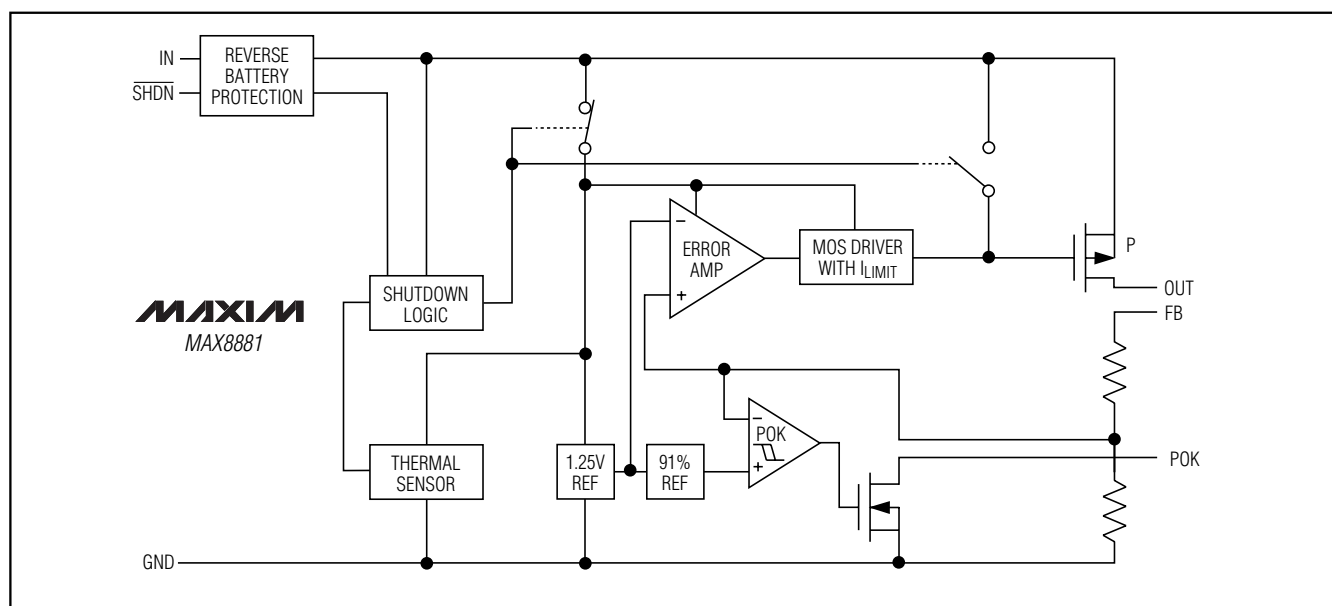 IN
SHDN
REVERSE
BATTERY
PROTECTION
−
ERROR
AMP
+
MOS DRIVER
WITH ILIMIT
P
OUT
FB
SHUTDOWN
LOGIC
MAXIM
MAX8881
THERMAL
SENSOR
1.25V
REF
91%
REF
−
POK
+
POK
GND